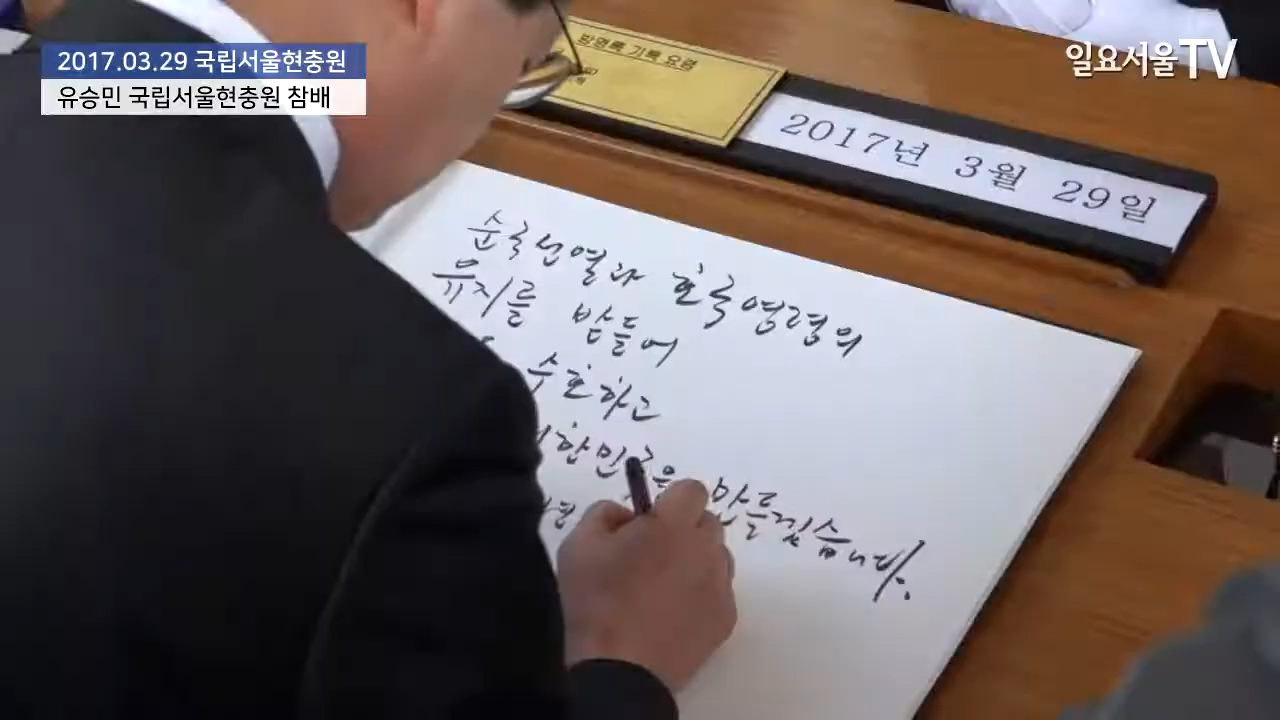 2017.03.29 국립서울현충원
유승민 국립서울현충원 참배
일요서울TV
방명록 기록 요령
2017년 3월 29일
순국선열과 호국영령의
유지를 받들어
수호하고
대한민국을 만들겠습니다.